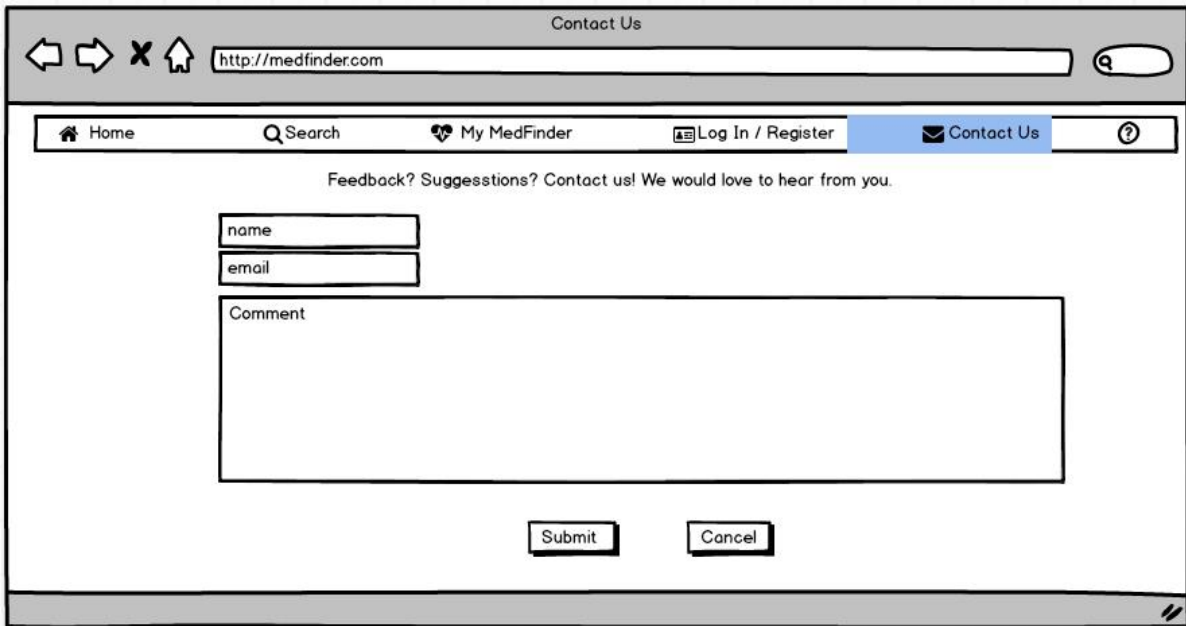 Contact Us
http://medfinder.com
Home Search My MedFinder Log In / Register Contact Us ?
Feedback? Suggesstions? Contact us! We would love to hear from you.
name
email
Comment
Submit Cancel